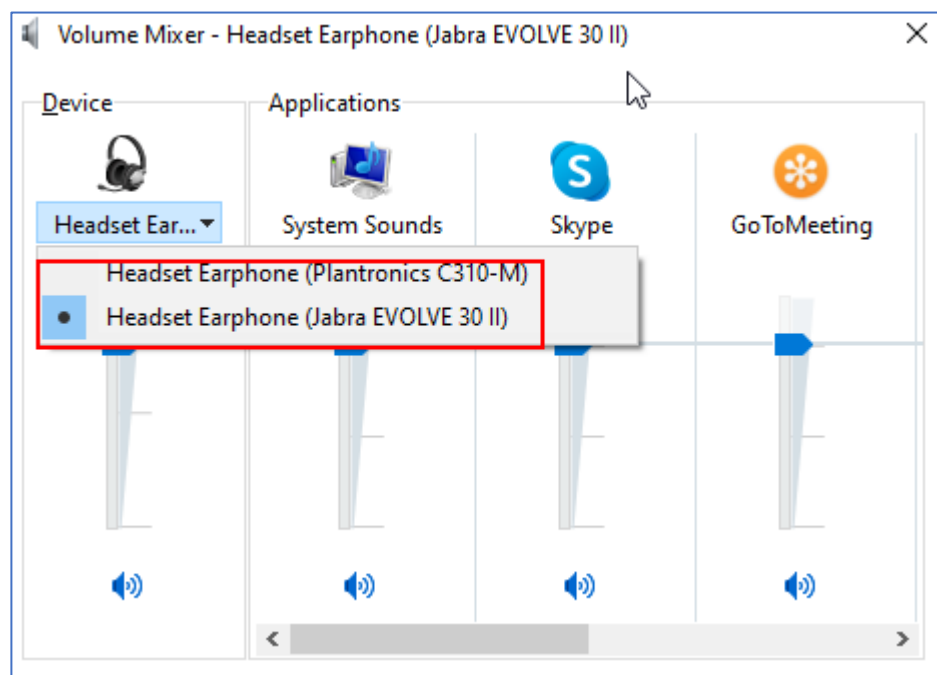 Volume Mixer - Headset Earphone (Jabra EVOLVE 30 II)
Device
Applications
Headset Ear...
System Sounds
Skype
GoToMeeting
Headset Earphone (Plantronics C310-M)
Headset Earphone (Jabra EVOLVE 30 II)